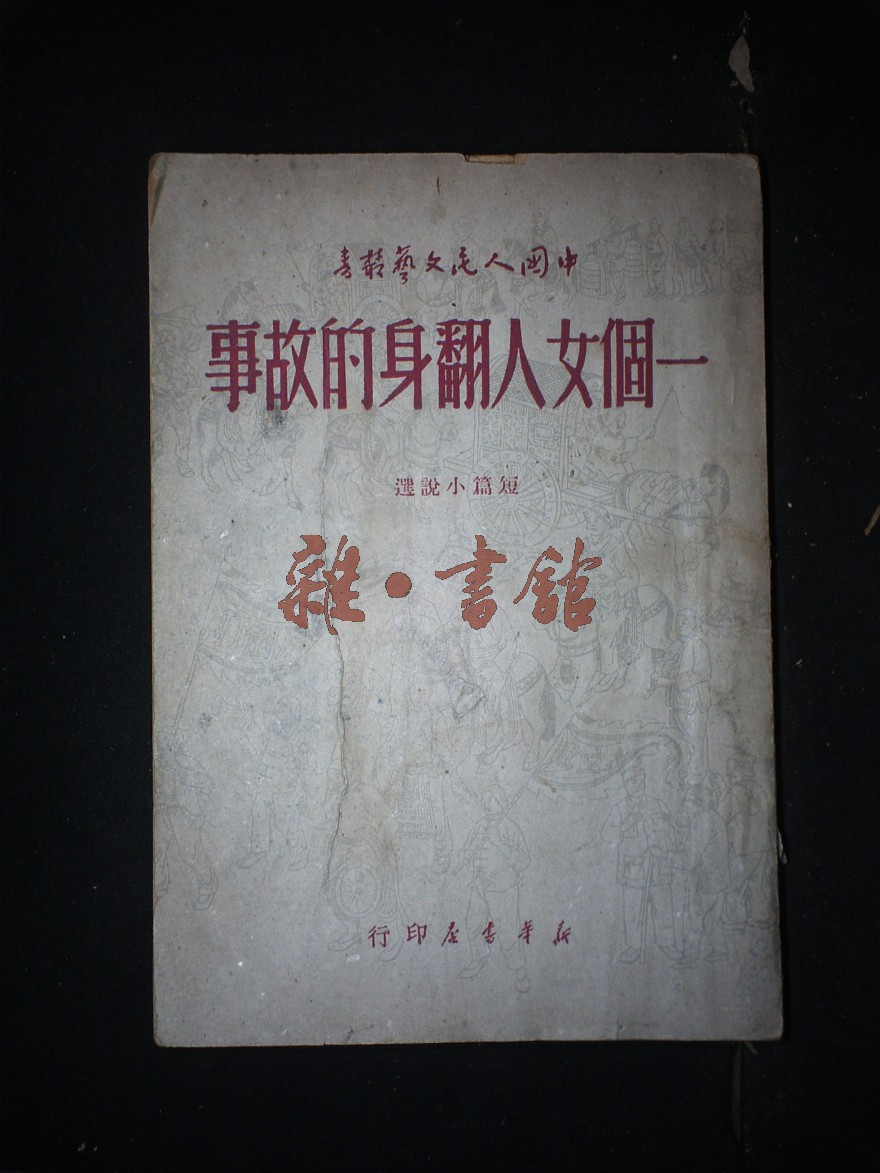 中国人民文藝叢書
一個女人翻身的故事
短篇小說選
雜·書館
新華書店印行